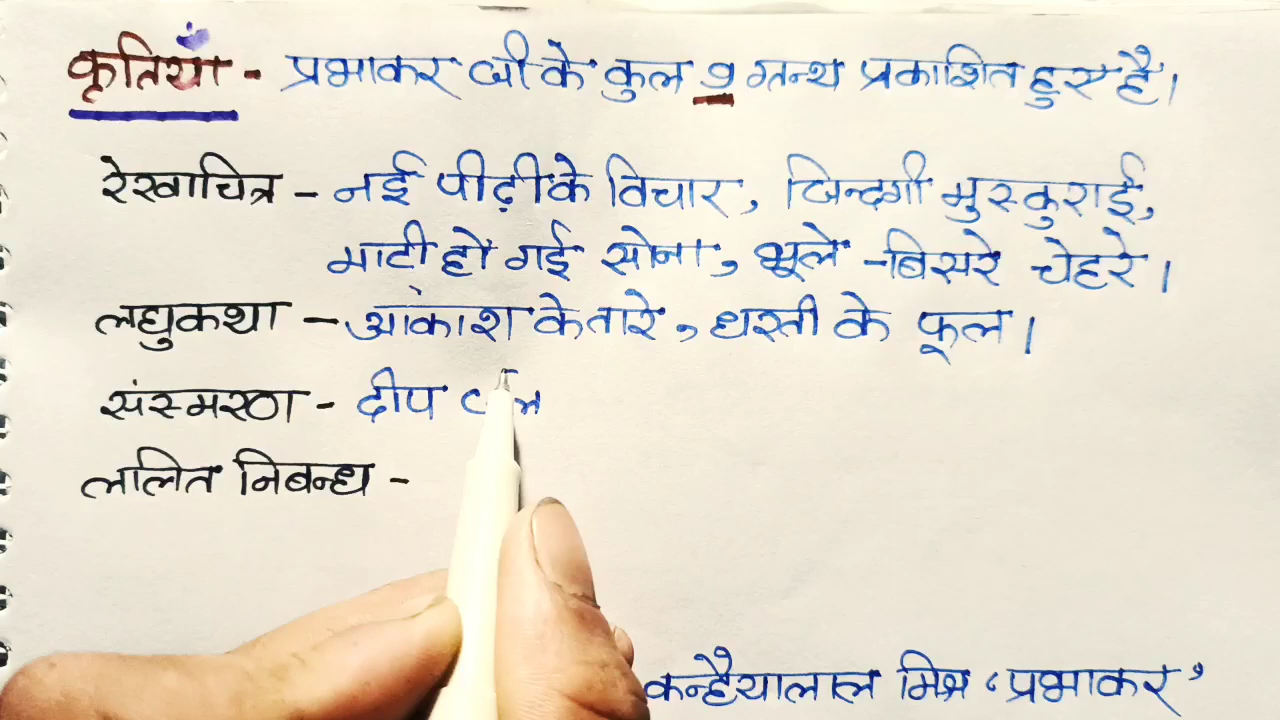 कृतियाँ - प्रभाकर जी के कुल 9 ग्रन्थ प्रकाशित हुए है।
रेखाचित्र - नई पीढ़ी के विचार, जिन्दगी मुस्कुराई,
माटी हो गई सोना, भूले - बिसरे चेहरे।
लघुकथा - आकाश के तारे, धरती के फूल।
संस्मरण - दीप
ललित निबन्ध -
कन्हैयालाल मिश्र 'प्रभाकर'